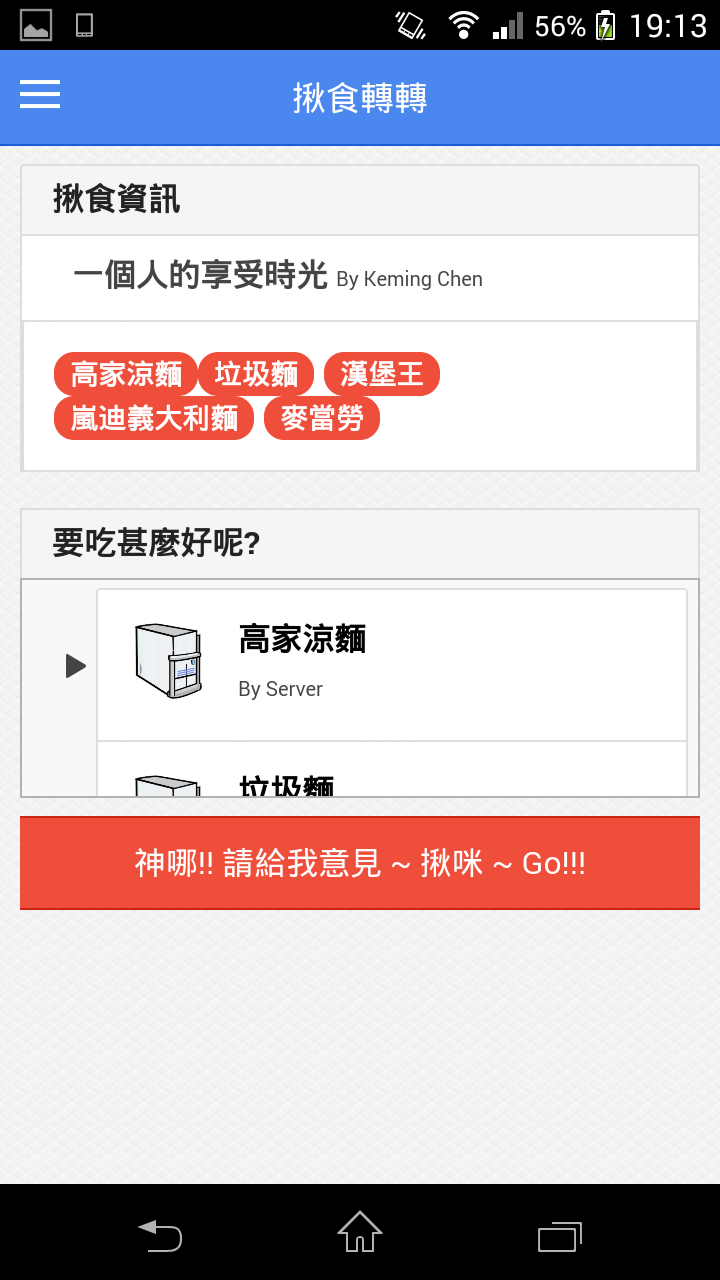 56% 19:13
揪食轉轉
揪食資訊
一個人的享受時光 By Keming Chen
高家涼麵 垃圾麵 漢堡王
嵐迪義大利麵 麥當勞
要吃甚麼好呢?
高家涼麵
By Server
垃圾麵
神哪!! 請給我意見 ~ 揪咪 ~ Go!!!